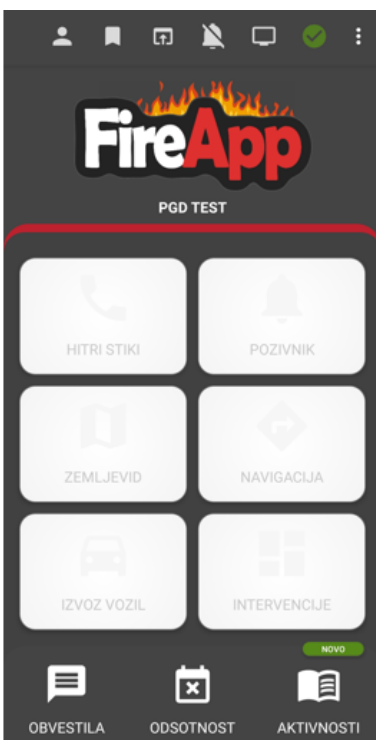 FireApp
PGD TEST
HITRI STIKI
POZIVNIK
ZEMLJEVID
NAVIGACIJA
IZVOZ VOZIL
INTERVENCIJE
NOVO
OBVESTILA
ODSOTNOST
AKTIVNOSTI